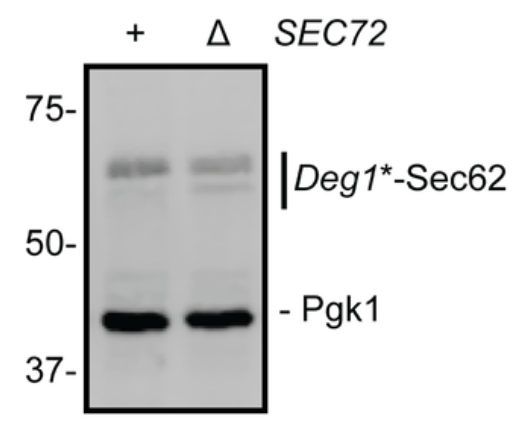 + Δ SEC72
75-
Deg1*-Sec62
50-
- Pgk1
37-